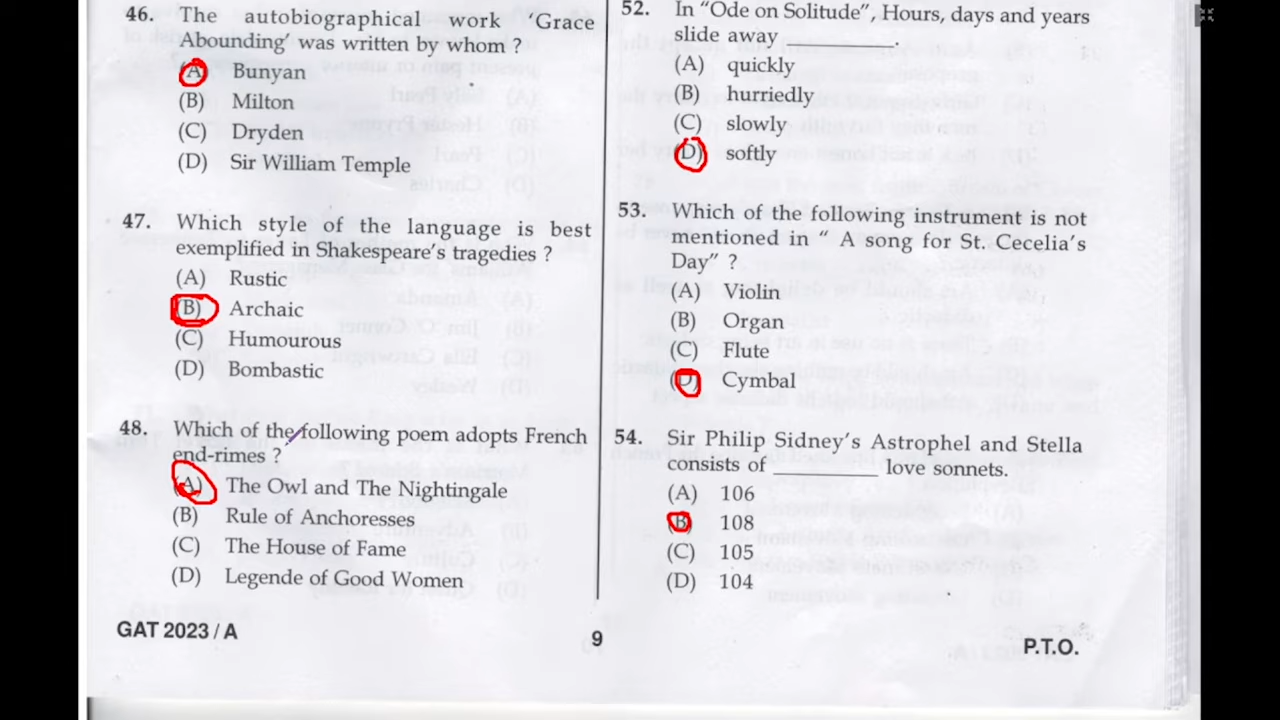 46. The autobiographical work 'Grace
Abounding' was written by whom ?
(A) Bunyan
(B) Milton
(C) Dryden
(D) Sir William Temple
47. Which style of the language is best
exemplified in Shakespeare's tragedies ?
(A) Rustic
(B) Archaic
(C) Humourous
(D) Bombastic
48. Which of the following poem adopts French
end-rimes ?
(A) The Owl and The Nightingale
(B) Rule of Anchoresses
(C) The House of Fame
(D) Legende of Good Women
52. In "Ode on Solitude", Hours, days and years
slide away
(A) quickly
(B) hurriedly
(C) slowly
(D) softly
53. Which of the following instrument is not
mentioned in " A song for St. Cecelia's
Day" ?
(A) Violin
(B) Organ
(C) Flute
(D) Cymbal
54. Sir Philip Sidney's Astrophel and Stella
consists of __________ love sonnets.
(A) 106
(B) 108
(C) 105
(D) 104
GAT 2023 / A
9
P.T.O.